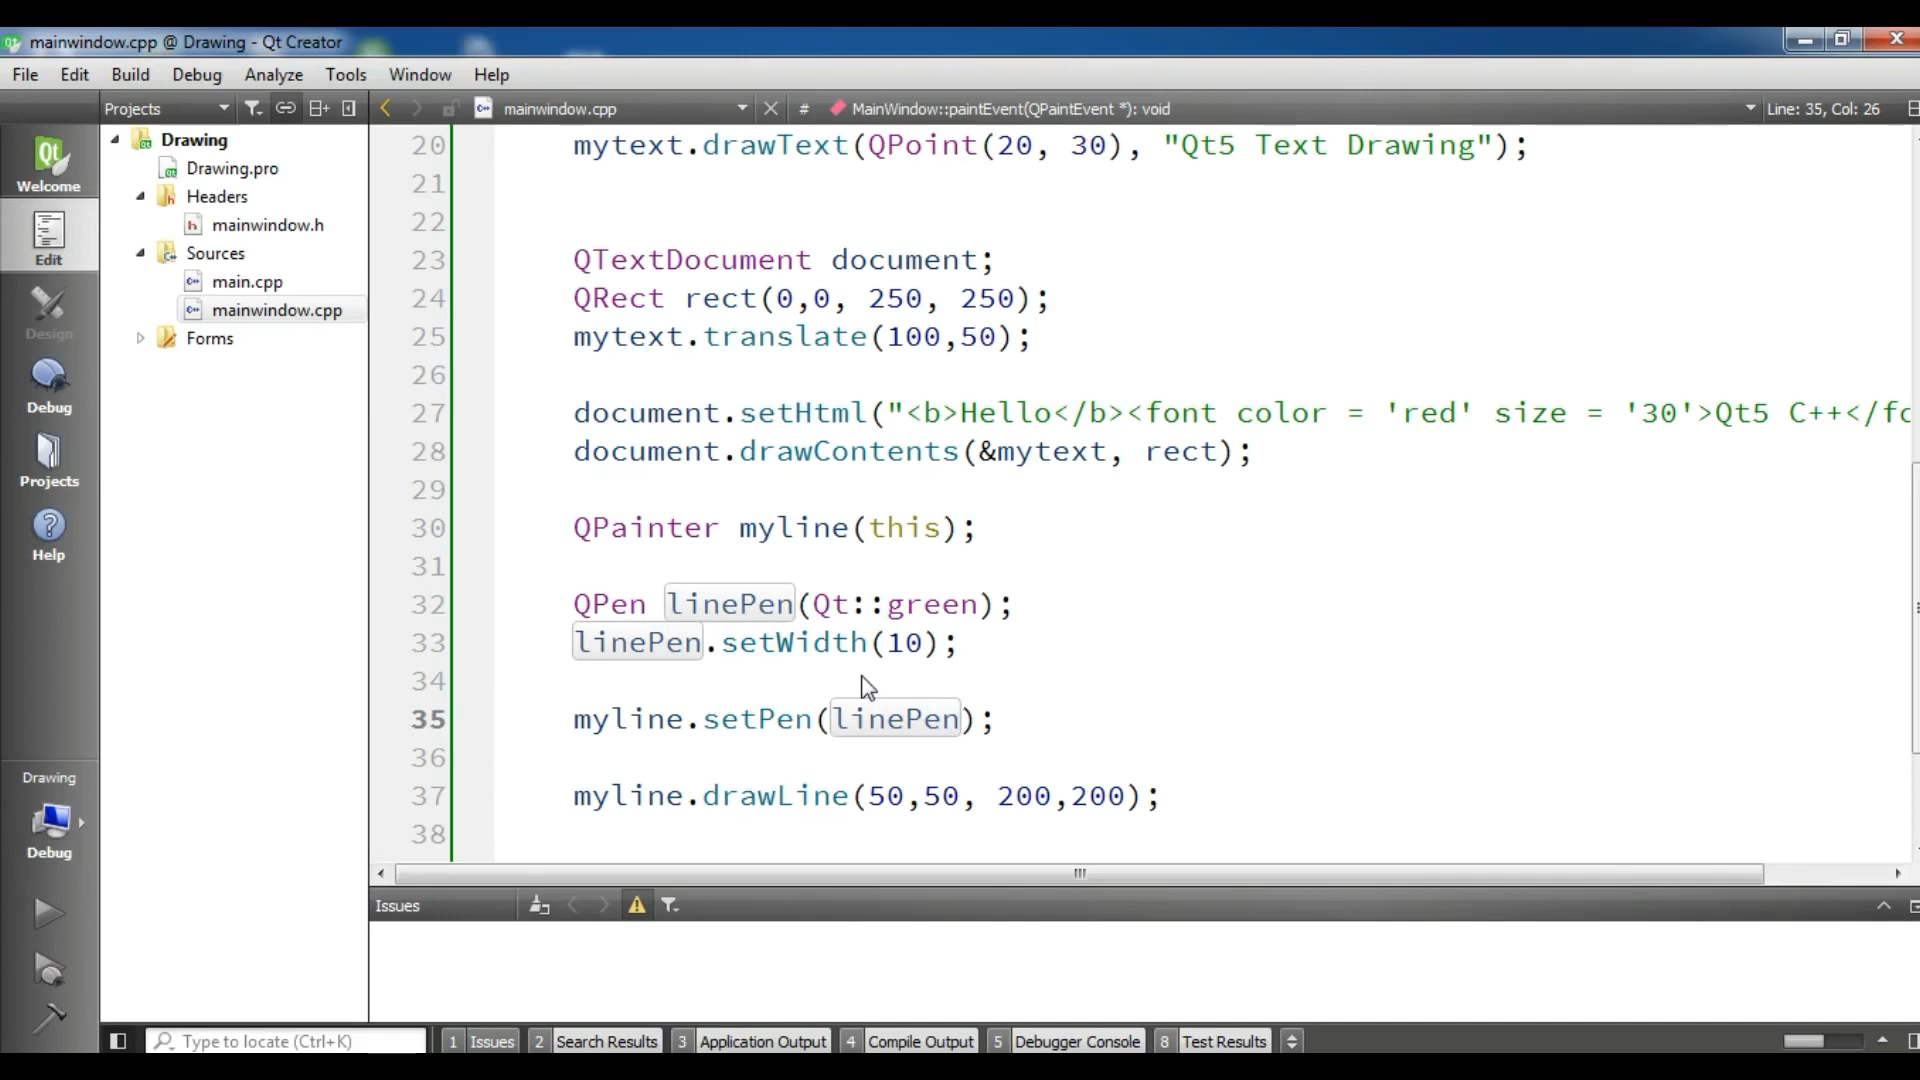 mainwindow.cpp @ Drawing - Qt Creator
File Edit Build Debug Analyze Tools Window Help
Projects mainwindow.cpp # MainWindow::paintEvent(QPaintEvent *): void Line: 35, Col: 26
Welcome
Edit
Design
Debug
Projects
Help
Drawing
Debug
Drawing
Drawing.pro
Headers
mainwindow.h
Sources
main.cpp
mainwindow.cpp
Forms
20 mytext.drawText(QPoint(20, 30), "Qt5 Text Drawing");
21
22
23 QTextDocument document;
24 QRect rect(0,0, 250, 250);
25 mytext.translate(100,50);
26
27 document.setHtml("<b>Hello</b><font color = 'red' size = '30'>Qt5 C++</fo
28 document.drawContents(&mytext, rect);
29
30 QPainter myline(this);
31
32 QPen linePen(Qt::green);
33 linePen.setWidth(10);
34
35 myline.setPen(linePen);
36
37 myline.drawLine(50,50, 200,200);
38
Issues
Type to locate (Ctrl+K) 1 Issues 2 Search Results 3 Application Output 4 Compile Output 5 Debugger Console 8 Test Results